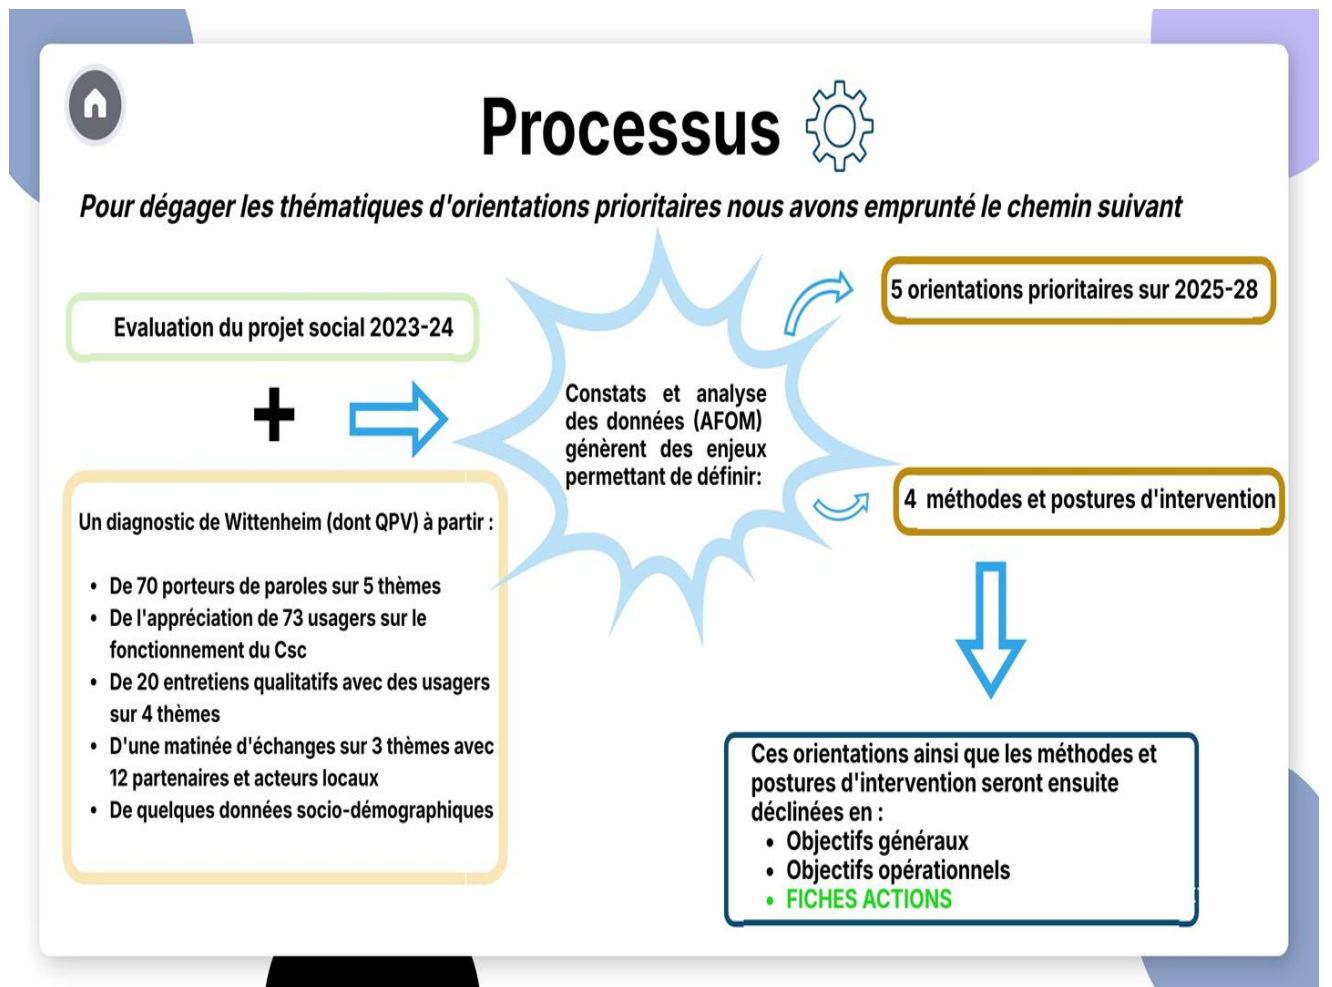 Processus
Pour dégager les thématiques d'orientations prioritaires nous avons emprunté le chemin suivant
Evaluation du projet social 2023-24
+
Un diagnostic de Wittenheim (dont QPV) à partir :
• De 70 porteurs de paroles sur 5 thèmes
• De l'appréciation de 73 usagers sur le
fonctionnement du Csc
• De 20 entretiens qualitatifs avec des usagers
sur 4 thèmes
• D'une matinée d'échanges sur 3 thèmes avec
12 partenaires et acteurs locaux
• De quelques données socio-démographiques
Constats et analyse
des données (AFOM)
génèrent des enjeux
permettant de définir:
5 orientations prioritaires sur 2025-28
4 méthodes et postures d'intervention
Ces orientations ainsi que les méthodes et
postures d'intervention seront ensuite
déclinées en :
• Objectifs généraux
• Objectifs opérationnels
• FICHES ACTIONS